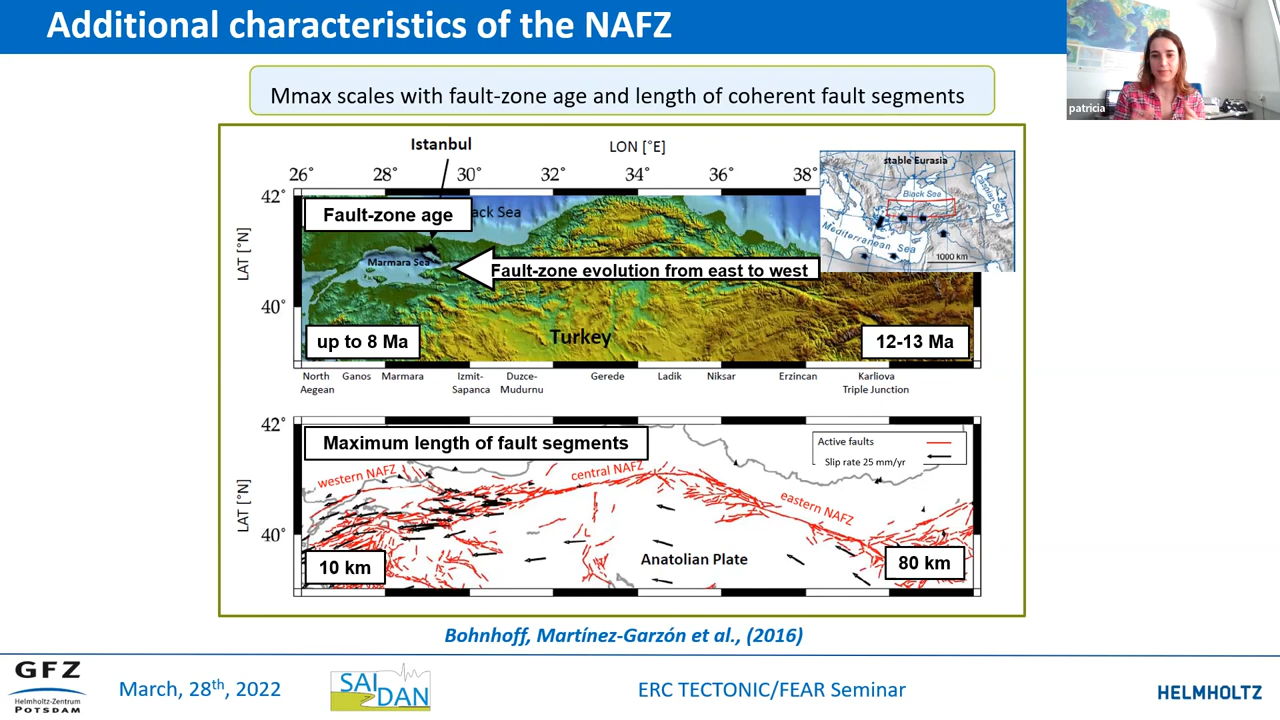 Additional characteristics of the NAFZ
patricia
Mmax scales with fault-zone age and length of coherent fault segments
Istanbul
LON [°E]
26° 28° 30° 32° 34° 36° 38°
42°
Fault-zone age
ack Sea
stable Eurasia
Black Sea
Caspian Sea
Mediterranean Sea
1000 km
LAT [°N]
Marmara Sea
Fault-zone evolution from east to west
40°
up to 8 Ma
Turkey
12-13 Ma
North Aegean
Ganos
Marmara
Izmit-Sapanca
Duzce-Mudurnu
Gerede
Ladik
Niksar
Erzincan
Karliova Triple Junction
42°
Maximum length of fault segments
Active faults
Slip rate 25 mm/yr
western NAFZ
central NAFZ
eastern NAFZ
LAT [°N]
40°
10 km
Anatolian Plate
80 km
Bohnhoff, Martínez-Garzón et al., (2016)
GFZ
Helmholtz-Zentrum
POTSDAM
March, 28th, 2022
SAIDAN
ERC TECTONIC/FEAR Seminar
HELMHOLTZ